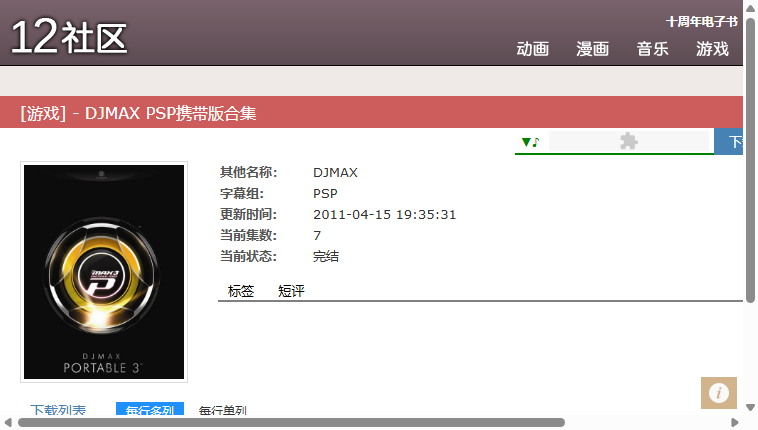 12社区
十周年电子书
动画 漫画 音乐 游戏
[游戏] - DJMAX PSP携带版合集
▼♪
其他名称: DJMAX
字幕组: PSP
更新时间: 2011-04-15 19:35:31
当前集数: 7
当前状态: 完结
标签 短评
DJMAX
PORTABLE 3
下载列表 每行多列 每行单列